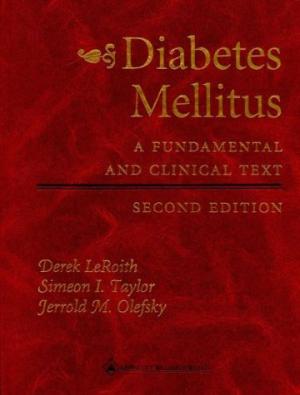 Diabetes
Mellitus
A FUNDAMENTAL
AND CLINICAL TEXT
SECOND EDITION
Derek LeRoith
Simeon I. Taylor
Jerrold M. Olefsky